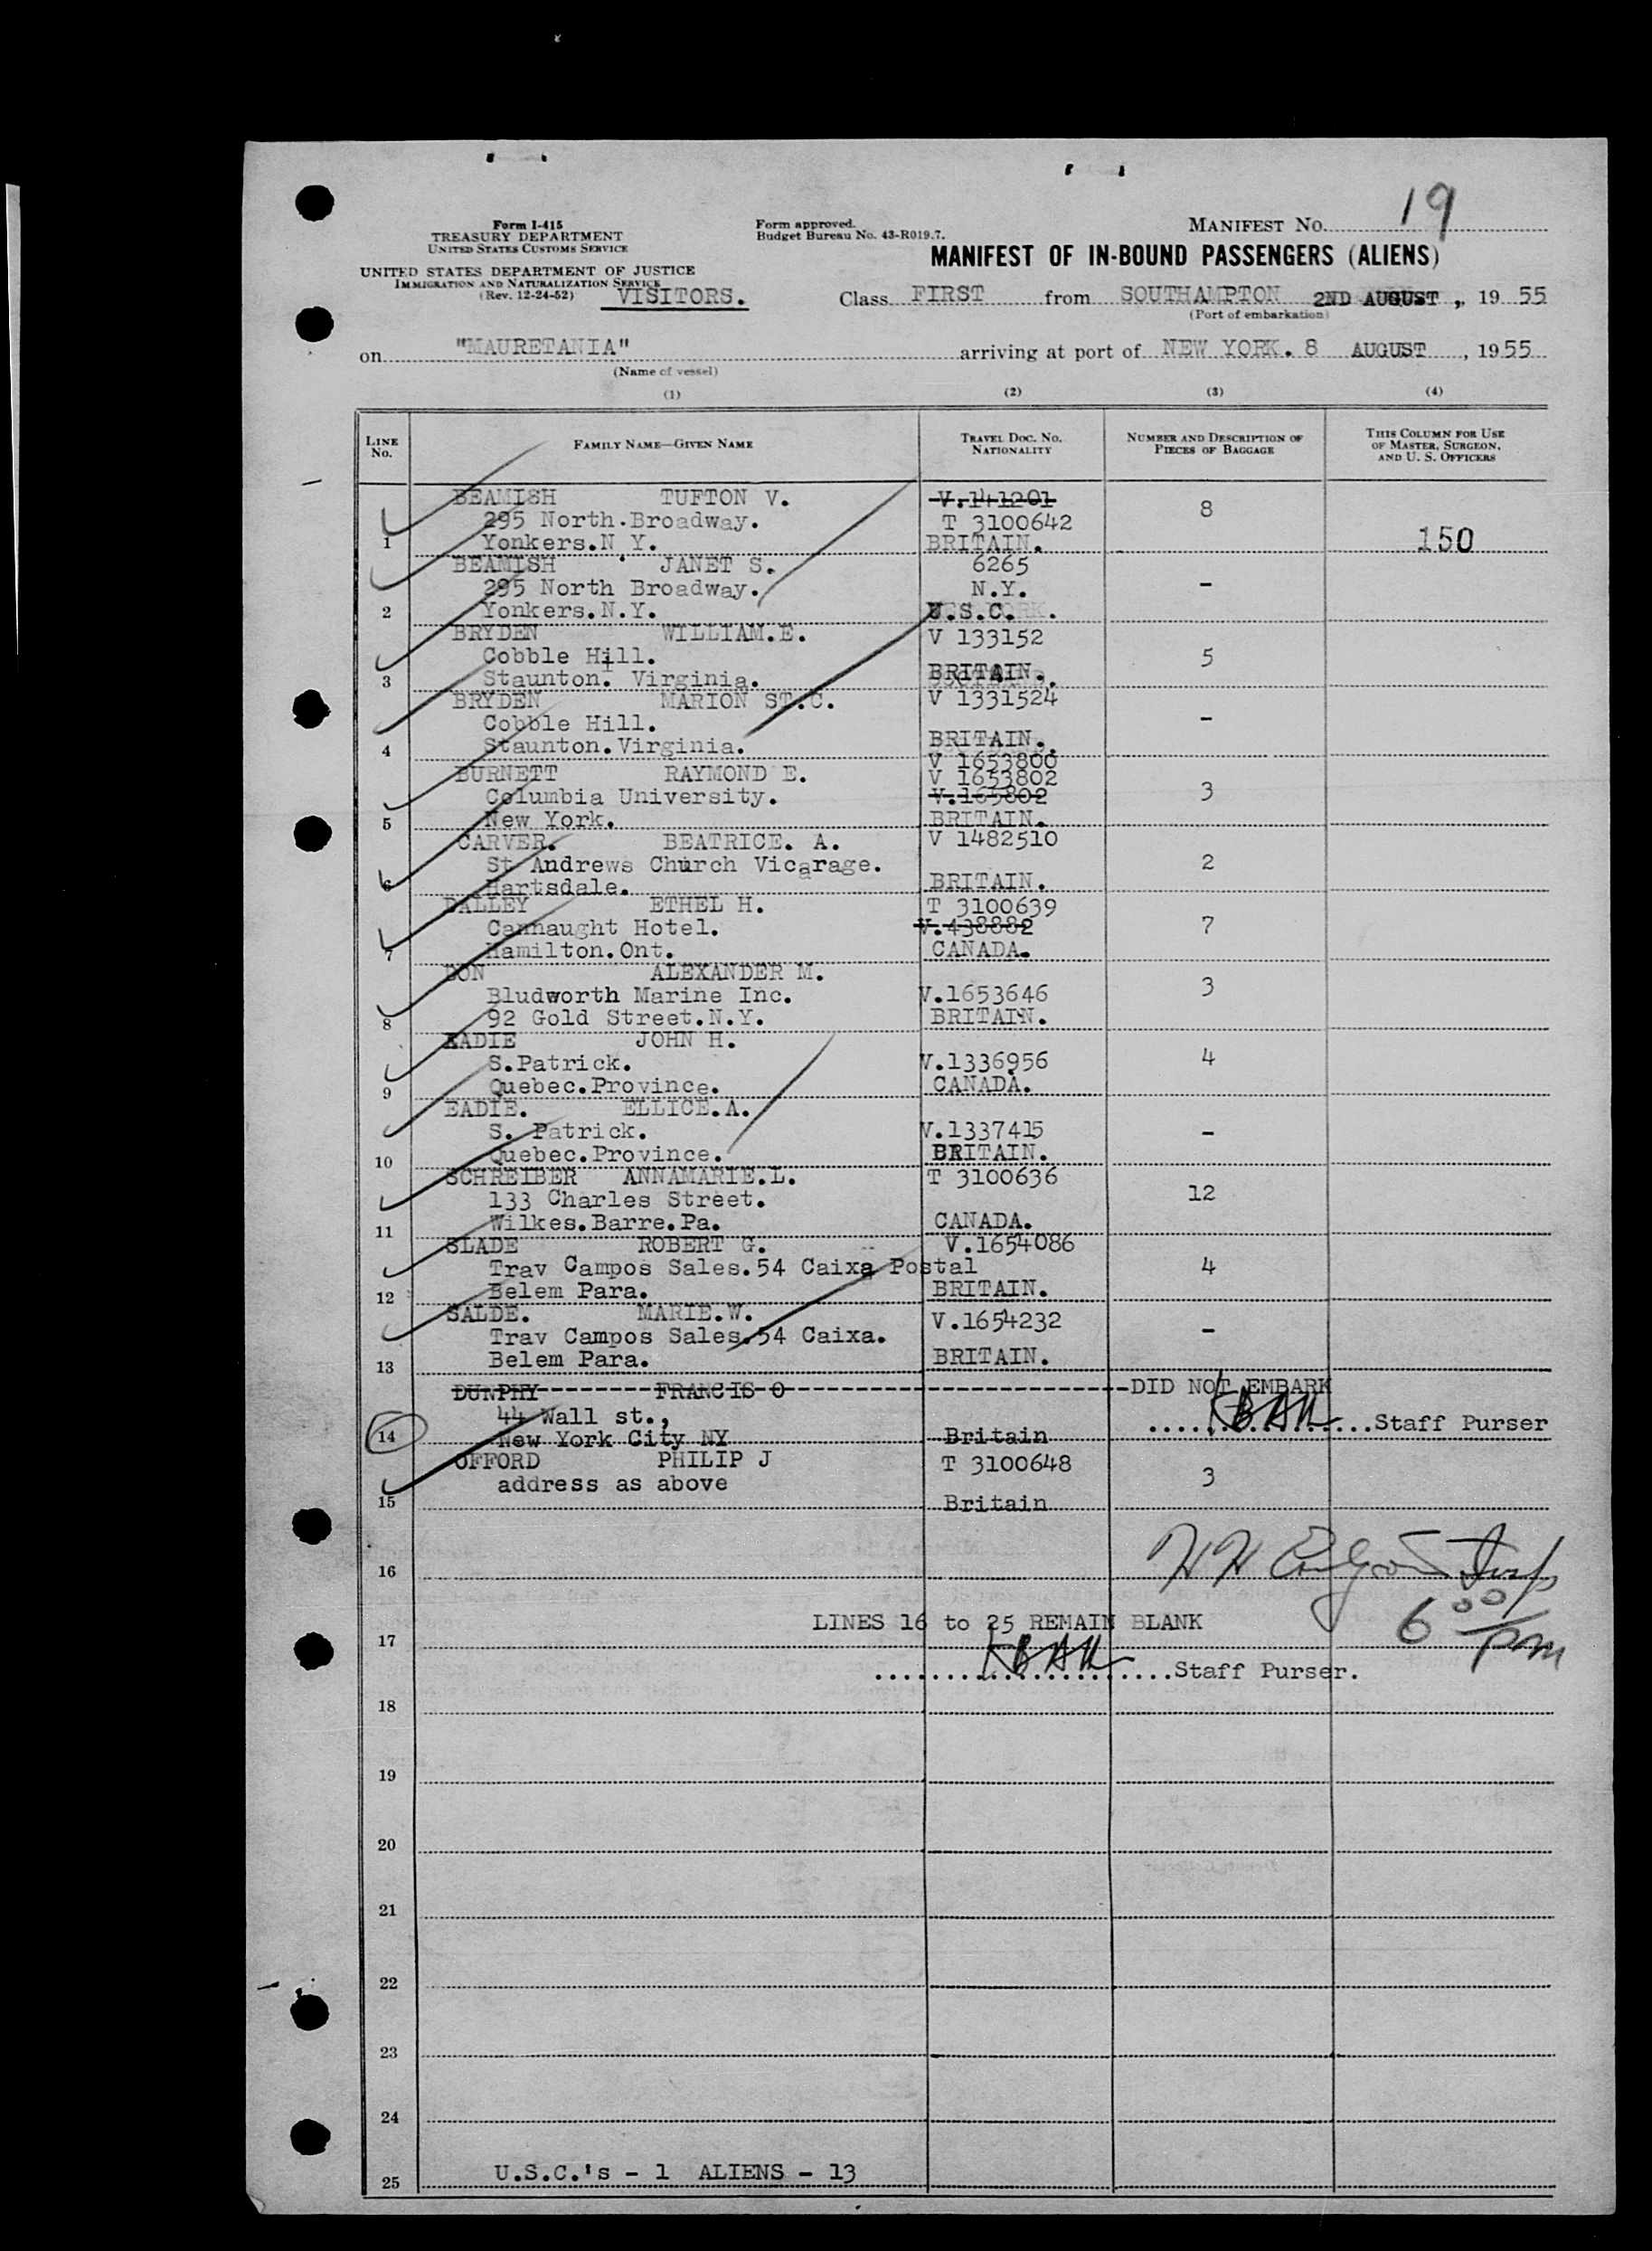 19
Form I-415
TREASURY DEPARTMENT
UNITED STATES CUSTOMS SERVICE
Form approved.
Budget Bureau No. 43-R019.7.
MANIFEST NO.
MANIFEST OF IN-BOUND PASSENGERS (ALIENS)
UNITED STATES DEPARTMENT OF JUSTICE
IMMIGRATION AND NATURALIZATION SERVICE
(Rev. 12-24-52) VISITORS.
Class FIRST from SOUTHAMPTON 2ND AUGUST , 19 55
(Port of embarkation)
on "MAURETANIA" arriving at port of NEW YORK. 8 AUGUST , 1955
(Name of vessel)
(1) (2) (3) (4)
LINE No. FAMILY NAME—GIVEN NAME TRAVEL DOC. NO. NATIONALITY NUMBER AND DESCRIPTION OF PIECES OF BAGGAGE THIS COLUMN FOR USE OF MASTER, SURGEON, AND U. S. OFFICERS
BEAMISH TUFTON V. V.141201
295 North.Broadway. T 3100642 8
1 Yonkers.N Y. BRITAIN. 150
BEAMISH JANET S. 6265
295 North Broadway. N.Y. -
2 Yonkers.N.Y. U.S.C.
BRYDEN WILLIAM.E. V 133152
Cobble Hill. 5
3 Staunton. Virginia. BRITAIN.
BRYDEN MARION ST.C. V 1331524
Cobble Hill. -
4 Staunton.Virginia. BRITAIN.
V 1653800
BURNETT RAYMOND E. V 1653802
Columbia University. V.165802 3
5 New York. BRITAIN.
CARVER. BEATRICE. A. V 1482510
St Andrews Church Vicarage. 2
6 Hartsdale. BRITAIN.
DALLEY ETHEL H. T 3100639
Cannaught Hotel. V.438882 7
7 Hamilton.Ont. CANADA.
DON ALEXANDER M.
Bludworth Marine Inc. V.1653646 3
8 92 Gold Street.N.Y. BRITAIN.
EADIE JOHN H.
S.Patrick. V.1336956 4
9 Quebec.Province. CANADA.
EADIE. ELLICE.A.
S. Patrick. V.1337415 -
10 Quebec.Province. BRITAIN.
SCHREIBER ANNAMARIE.L. T 3100636
133 Charles Street. 12
11 Wilkes.Barre.Pa. CANADA.
SLADE ROBERT G. V.1654086
Trav Campos Sales.54 Caixa Postal 4
12 Belem Para. BRITAIN.
SALDE. MARIE.W. V.1654232
Trav Campos Sales.54 Caixa. -
13 Belem Para. BRITAIN.
DUNPHY FRANCIS O DID NOT EMBARK
44 Wall st., Staff Purser
14 New York City NY Britain
OFFORD PHILIP J T 3100648
address as above 3
15 Britain
16
6 00 pm
LINES 16 to 25 REMAIN BLANK
17
Staff Purser.
18
19
20
21
22
23
24
U.S.C.'s - 1 ALIENS - 13
25